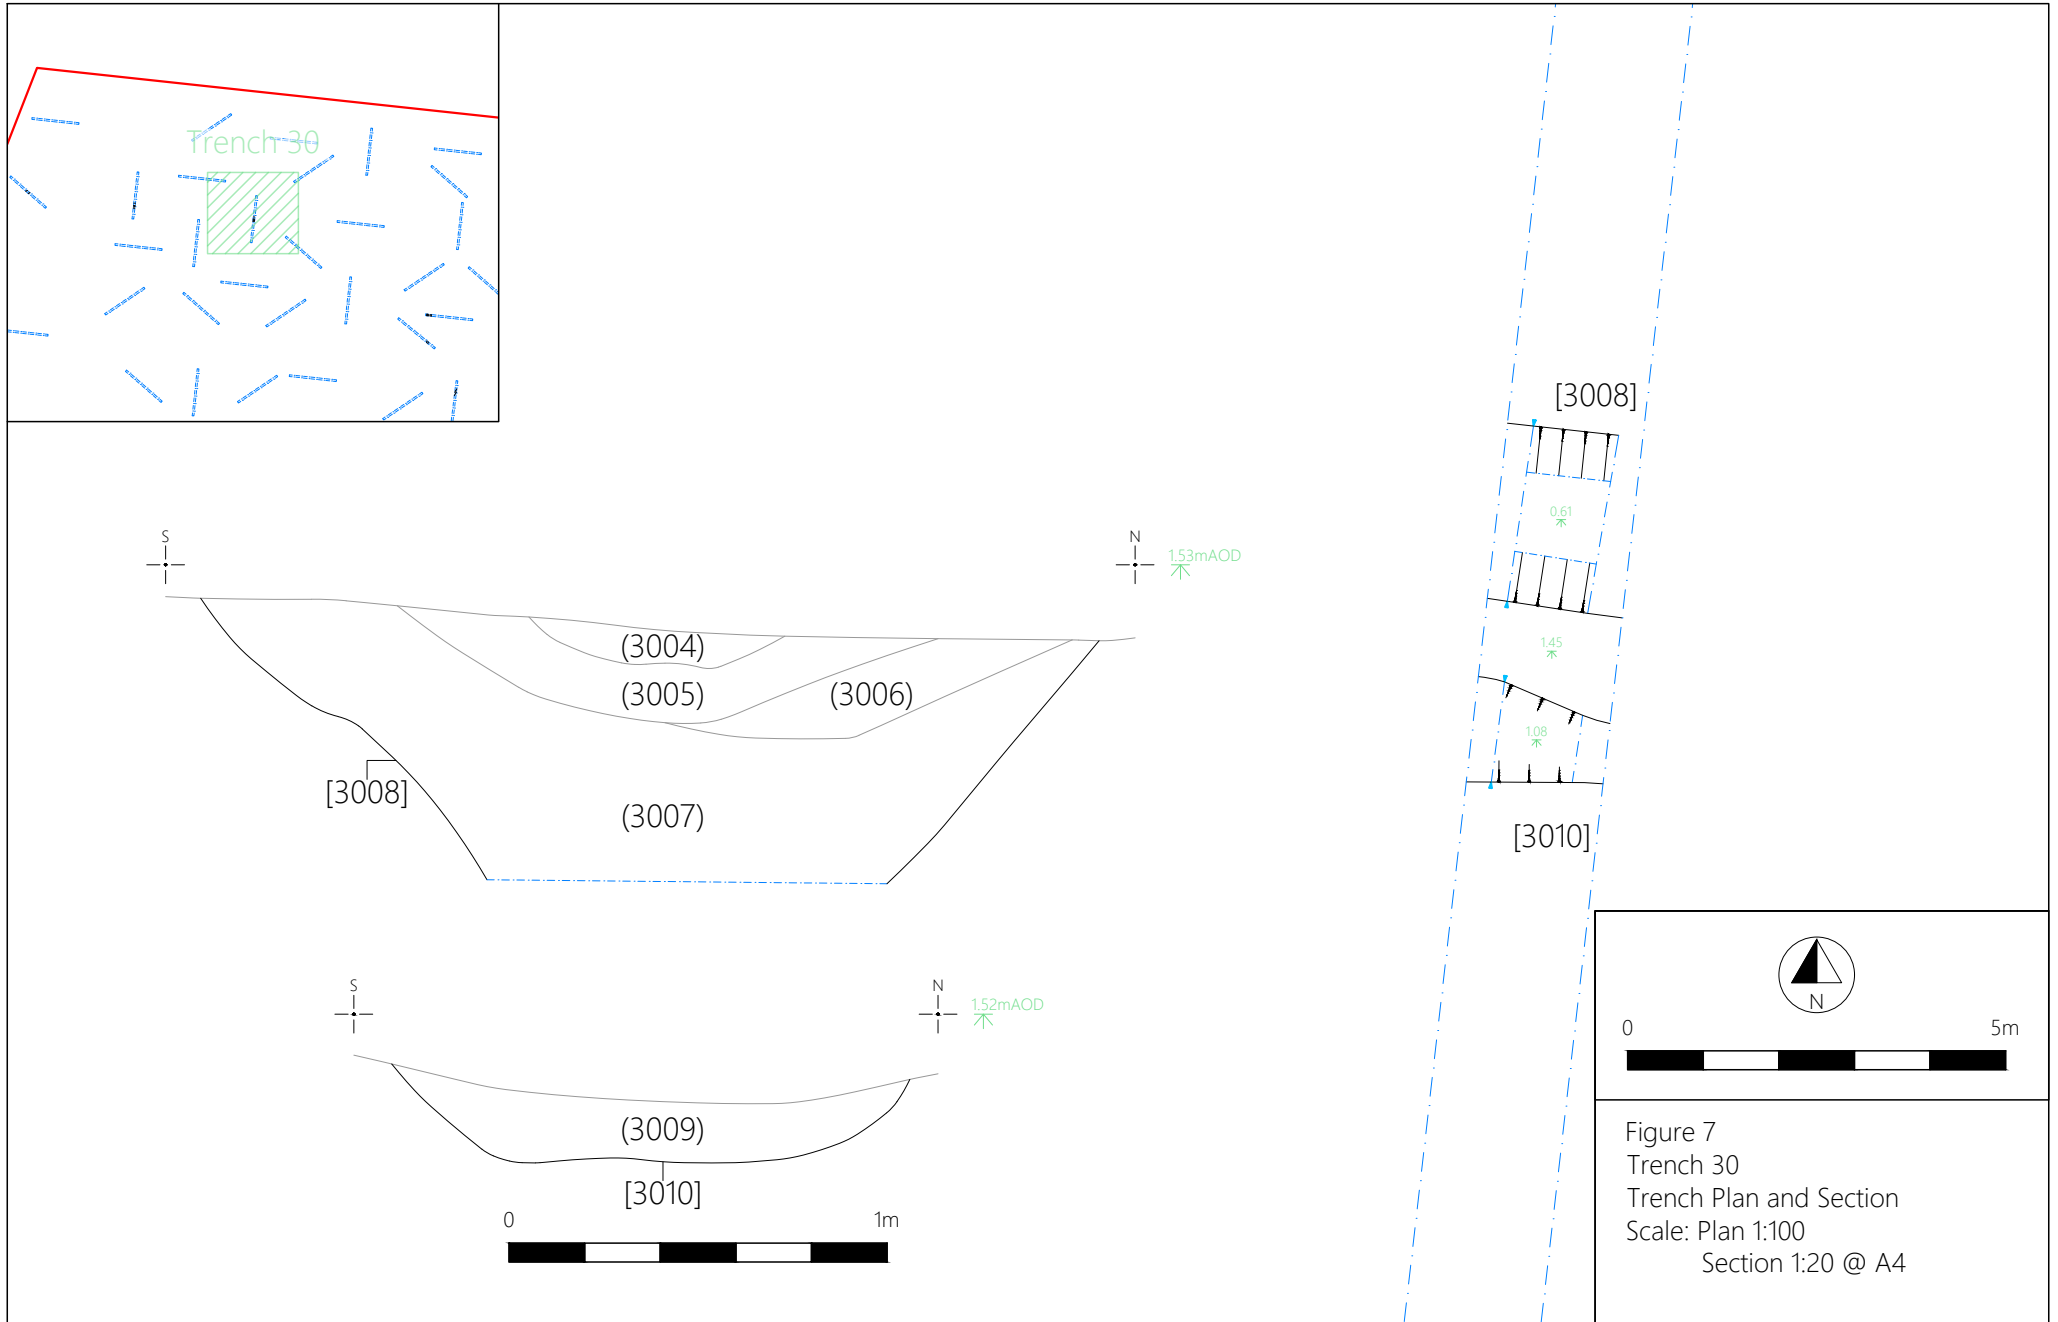 Trench 30
[3008]
0.61
1.45
1.08
[3010]
S
N
1.53mAOD
(3004)
(3005)
(3006)
[3008]
(3007)
S
N
1.52mAOD
(3009)
[3010]
0
1m
N
0
5m
Figure 7
Trench 30
Trench Plan and Section
Scale: Plan 1:100
Section 1:20 @ A4